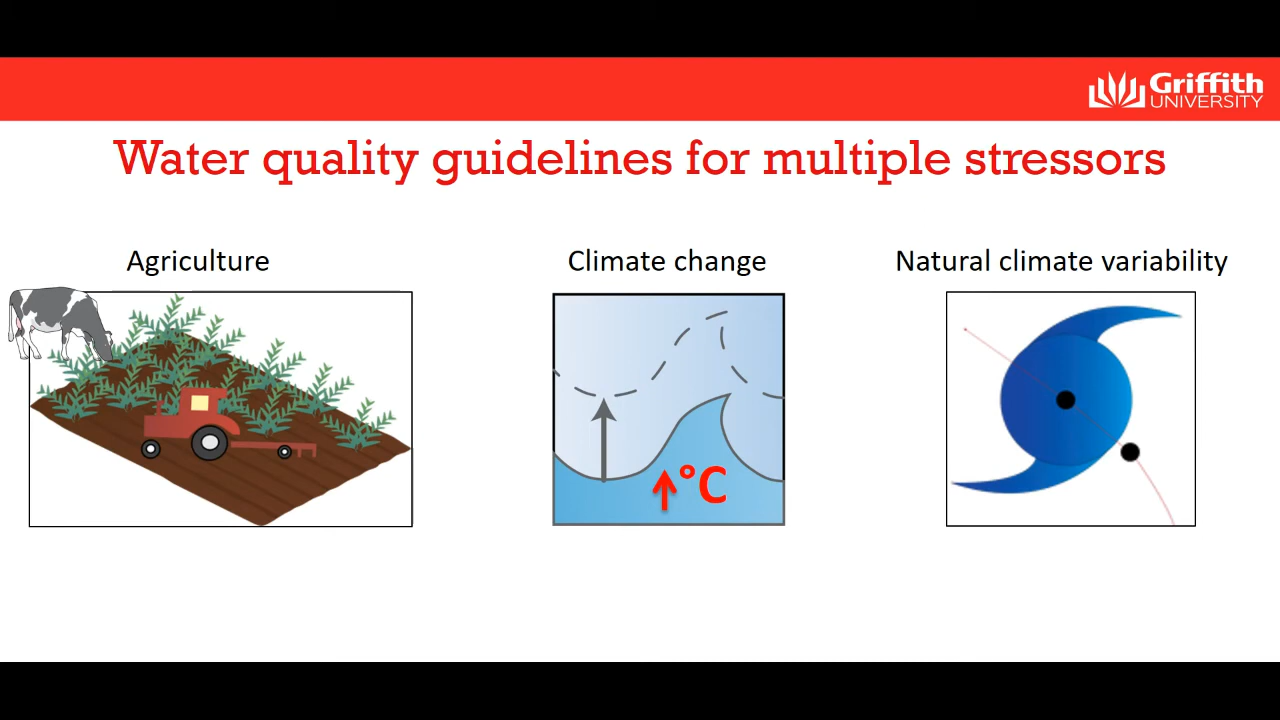 Griffith
UNIVERSITY
Water quality guidelines for multiple stressors
Agriculture
Climate change
Natural climate variability
°C